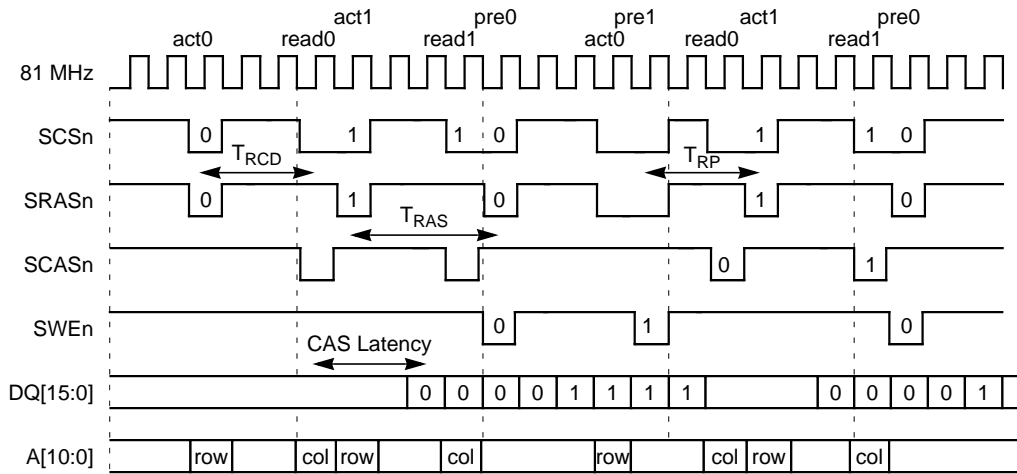 act1 pre0 pre1 act1 pre0
act0 read0 read1 act0 read0 read1
81 MHz
SCSn 0 1 1 0 1 1 0
TRCD TRP
SRASn 0 1 0 1 0
TRAS
SCASn 0 1
SWEn 0 1 0
CAS Latency
DQ[15:0] 0 0 0 0 1 1 1 1 0 0 0 0 1
A[10:0] row col row col row col row col